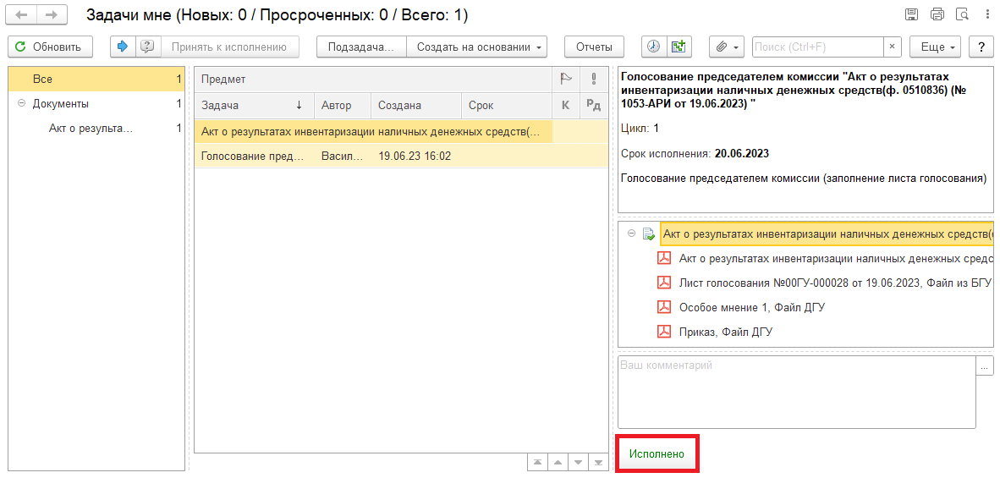 Задачи мне (Новых: 0 / Просроченных: 0 / Всего: 1)
Обновить
Принять к исполнению
Подзадача...
Создать на основании
Отчеты
Поиск (Ctrl+F)
×
Еще
?
Все 1
Документы 1
Акт о результа... 1
Предмет
Задача ↓ Автор Создана Срок К РД
Акт о результатах инвентаризации наличных денежных средств(...
Голосование пред... Васил... 19.06.23 16:02
Голосование председателем комиссии "Акт о результатах
инвентаризации наличных денежных средств(ф. 0510836) (№
1053-АРИ от 19.06.2023) "
Цикл: 1
Срок исполнения: 20.06.2023
Голосование председателем комиссии (заполнение листа голосования)
Акт о результатах инвентаризации наличных денежных средств(
Акт о результатах инвентаризации наличных денежных средс
Лист голосования №00ГУ-000028 от 19.06.2023, Файл из БГУ
Особое мнение 1, Файл ДГУ
Приказ, Файл ДГУ
Ваш комментарий
...
Исполнено